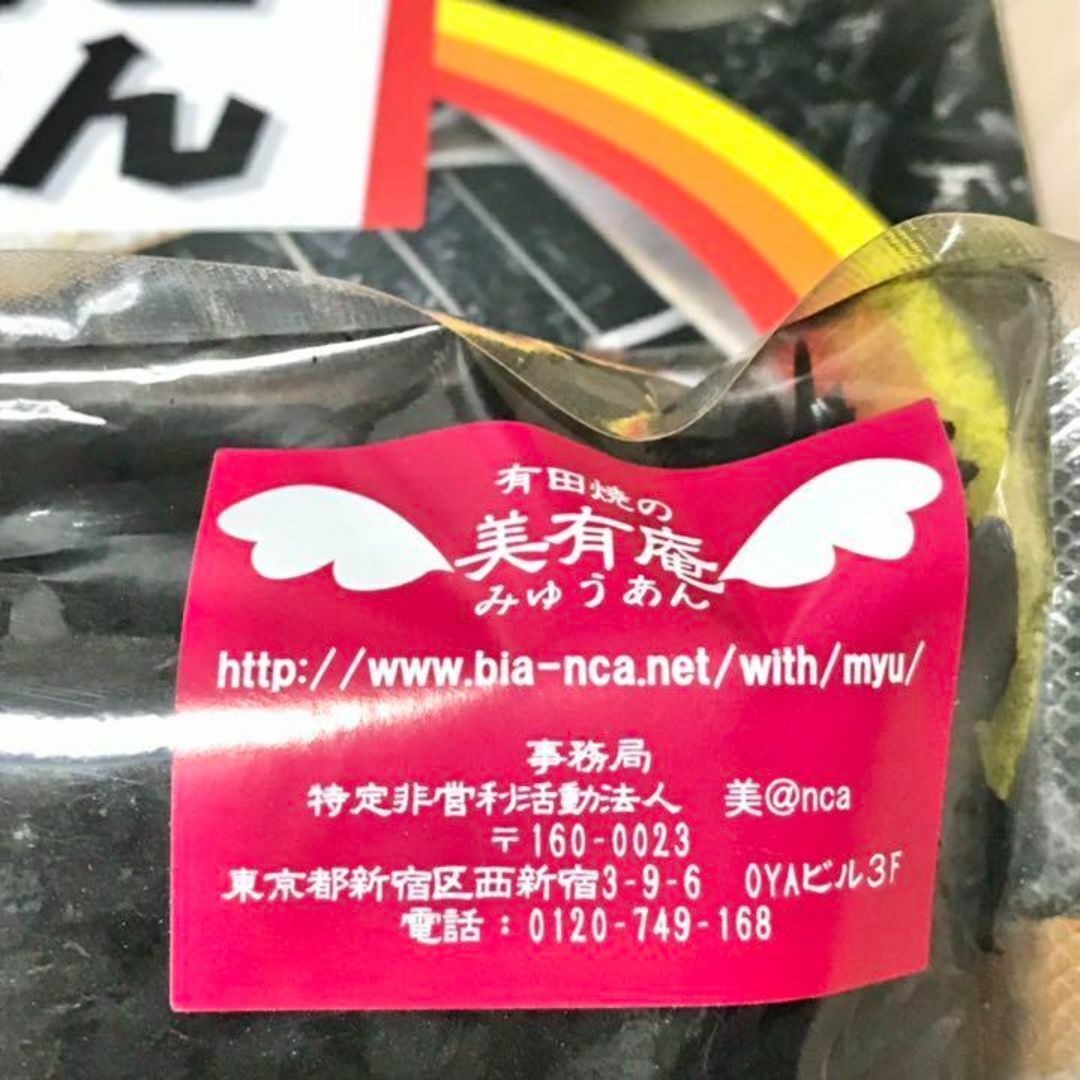 ん
有田焼の
美有庵
みゆうあん
http://www.bia-nca.net/with/myu/
事務局
特定非営利活動法人 美@nca
〒160-0023
東京都新宿区西新宿3-9-6 OYAビル3F
電話：0120-749-168